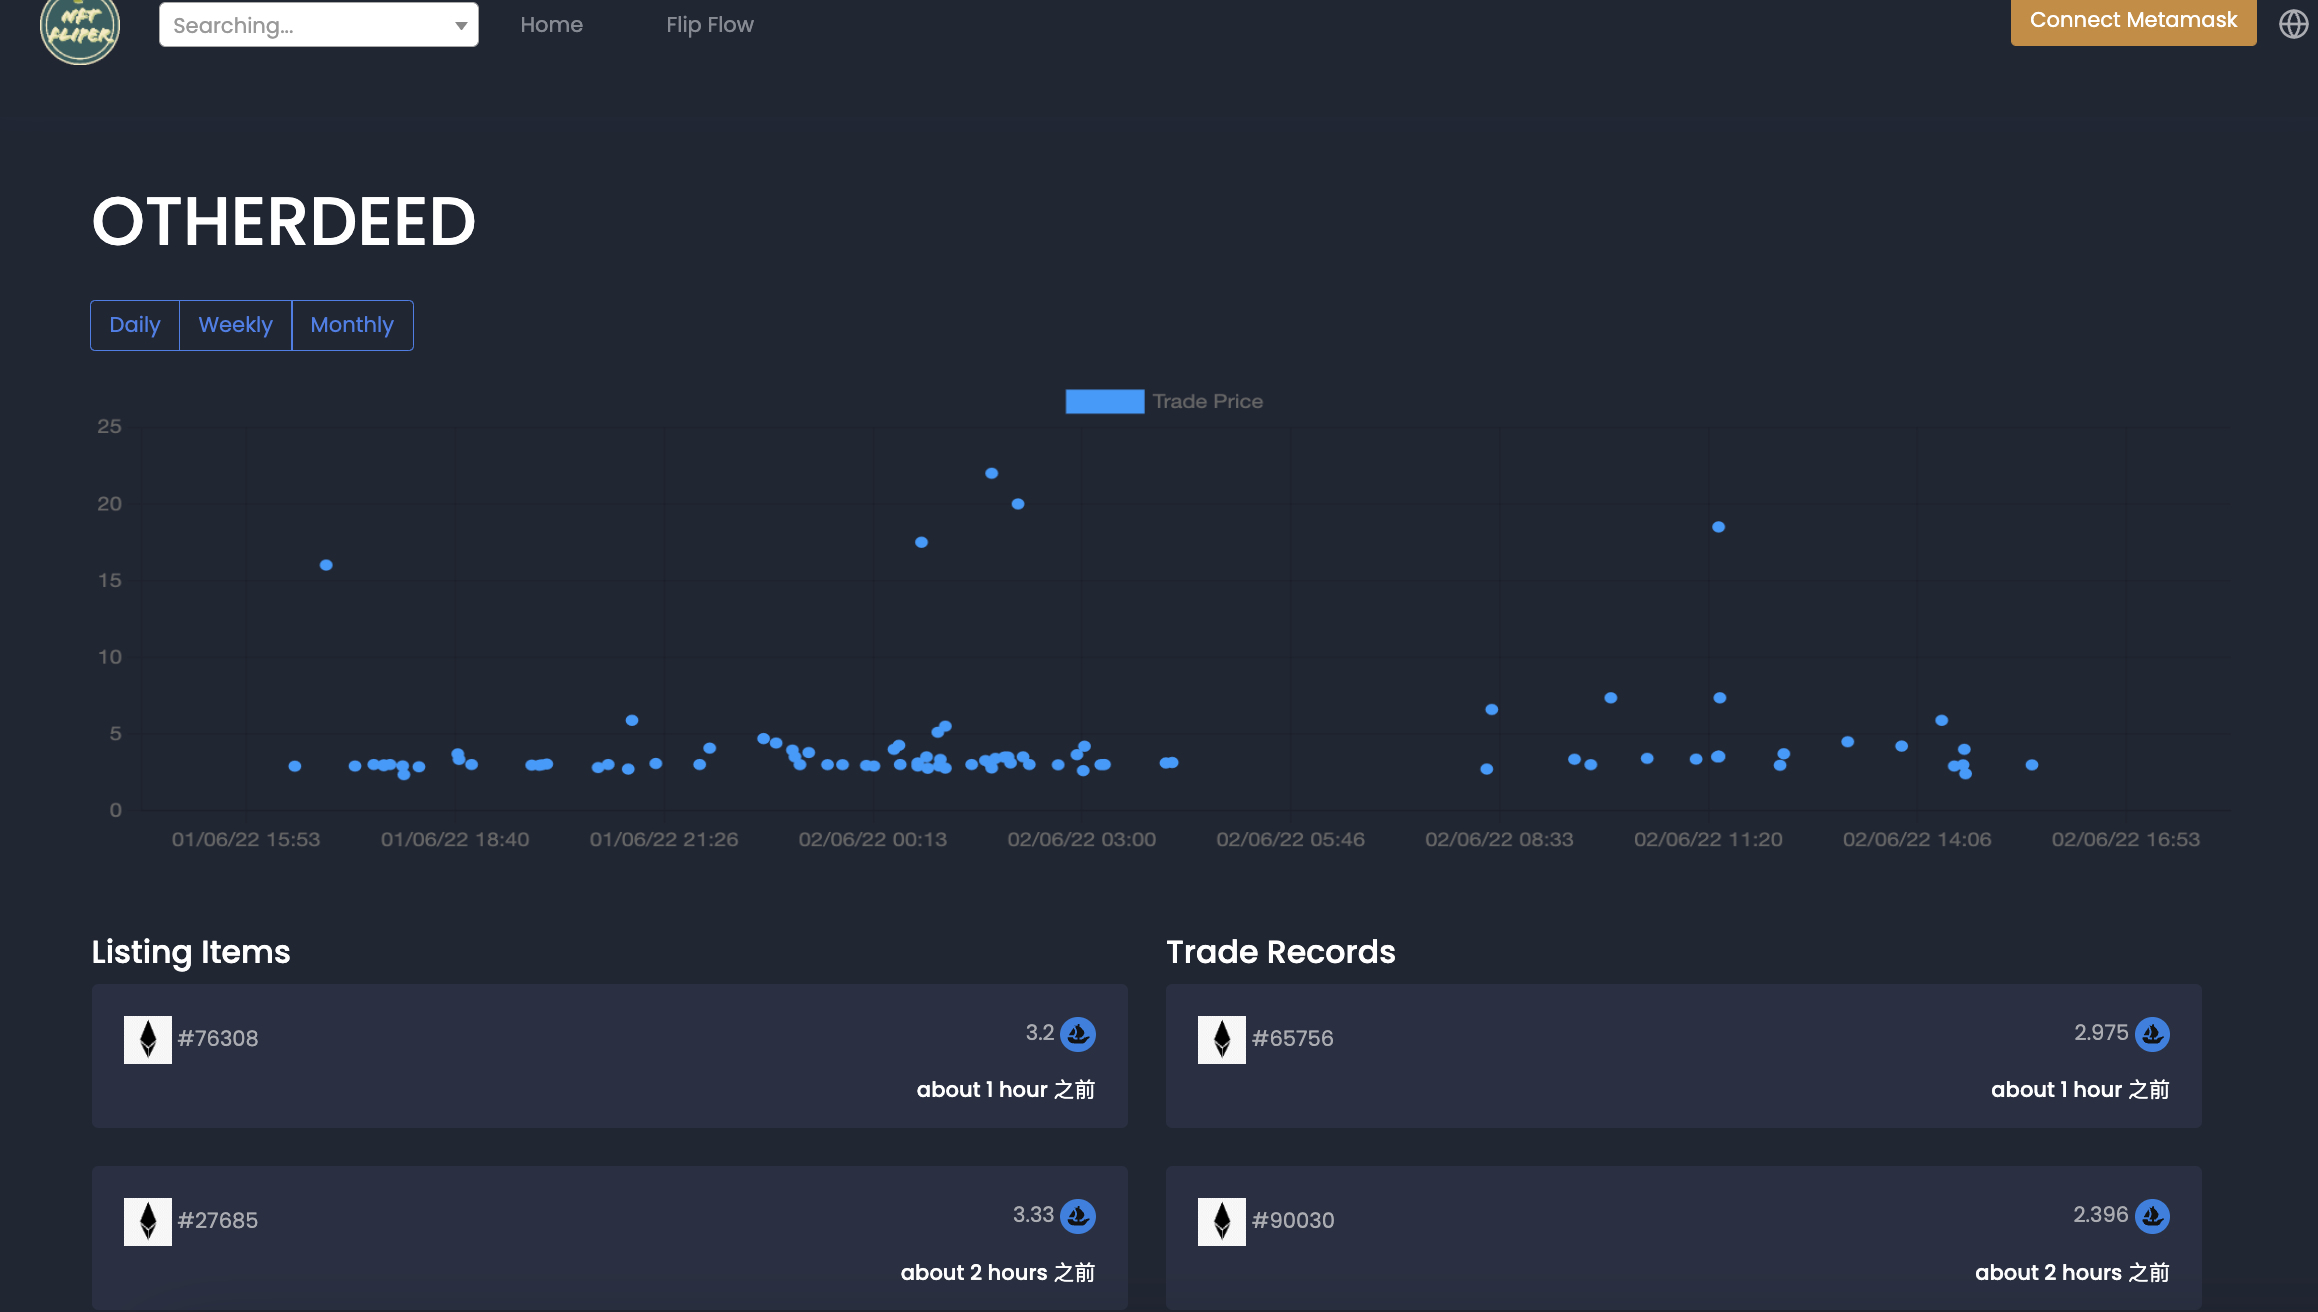 NFT
FLIPER
Searching...
Home
Flip Flow
Connect Metamask
OTHERDEED
Daily
Weekly
Monthly
Trade Price
25
20
15
10
5
0
01/06/22 15:53
01/06/22 18:40
01/06/22 21:26
02/06/22 00:13
02/06/22 03:00
02/06/22 05:46
02/06/22 08:33
02/06/22 11:20
02/06/22 14:06
02/06/22 16:53
Listing Items
#76308
3.2
about 1 hour 之前
#27685
3.33
about 2 hours 之前
Trade Records
#65756
2.975
about 1 hour 之前
#90030
2.396
about 2 hours 之前